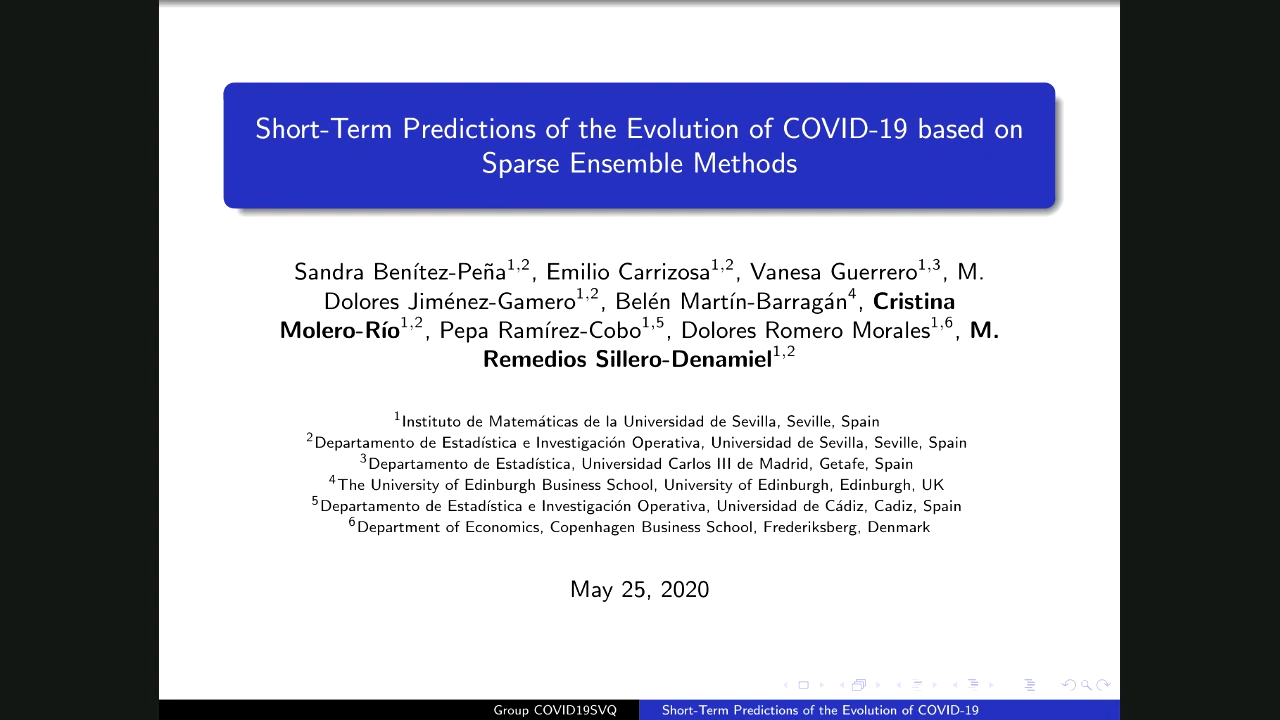 Short-Term Predictions of the Evolution of COVID-19 based on
Sparse Ensemble Methods
Sandra Benítez-Peña1,2, Emilio Carrizosa1,2, Vanesa Guerrero1,3, M.
Dolores Jiménez-Gamero1,2, Belén Martín-Barragán4, Cristina
Molero-Río1,2, Pepa Ramírez-Cobo1,5, Dolores Romero Morales1,6, M.
Remedios Sillero-Denamiel1,2
1Instituto de Matemáticas de la Universidad de Sevilla, Seville, Spain
2Departamento de Estadística e Investigación Operativa, Universidad de Sevilla, Seville, Spain
3Departamento de Estadística, Universidad Carlos III de Madrid, Getafe, Spain
4The University of Edinburgh Business School, University of Edinburgh, Edinburgh, UK
5Departamento de Estadística e Investigación Operativa, Universidad de Cádiz, Cadiz, Spain
6Department of Economics, Copenhagen Business School, Frederiksberg, Denmark
May 25, 2020
Group COVID19SVQ
Short-Term Predictions of the Evolution of COVID-19